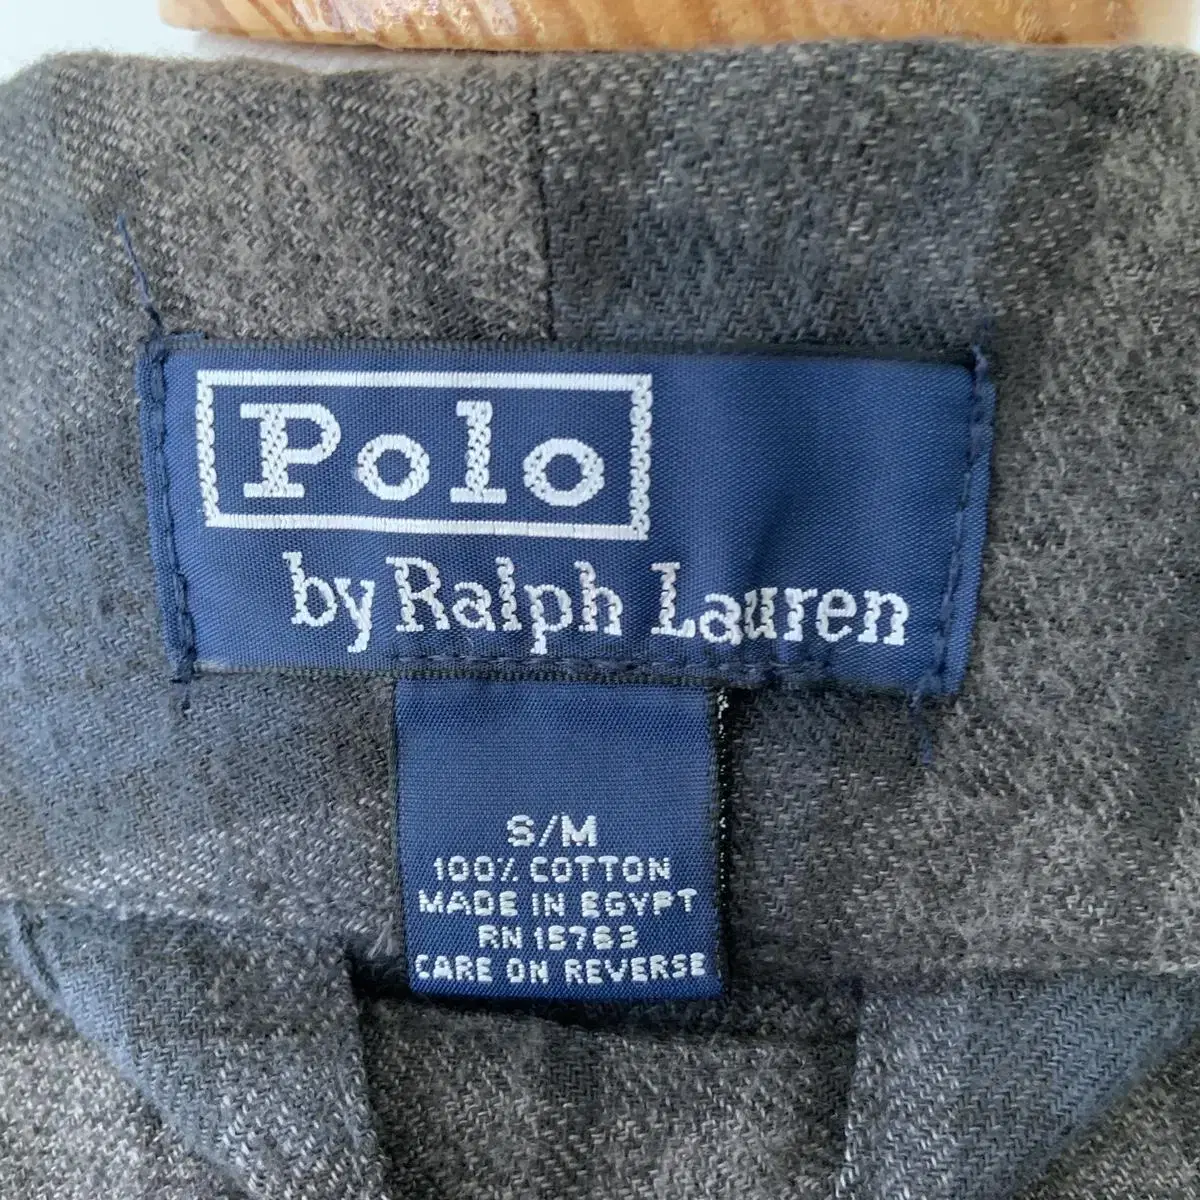 Polo
by Ralph Lauren
S/M
100% COTTON
MADE IN EGYPT
RN 15763
CARE ON REVERSE